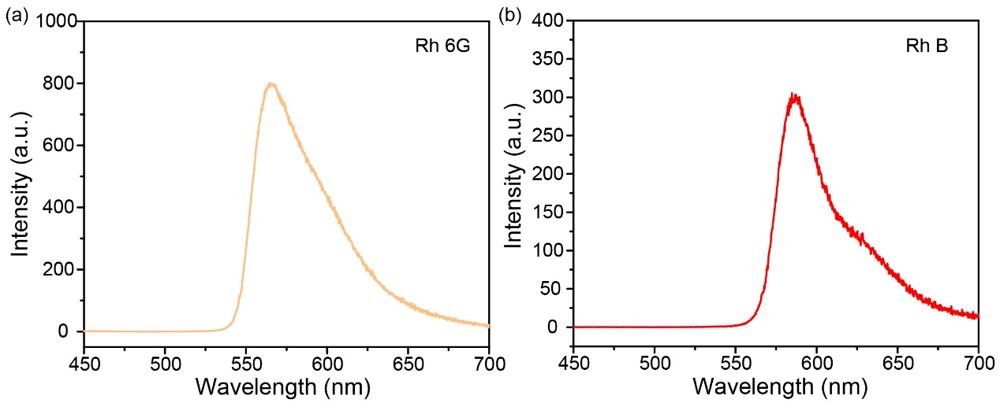 (a)
1000
800
600
400
200
0
Intensity (a.u.)
Rh 6G
450 500 550 600 650 700
Wavelength (nm)
(b)
400
350
300
250
200
150
100
50
0
Intensity (a.u.)
Rh B
450 500 550 600 650 700
Wavelength (nm)